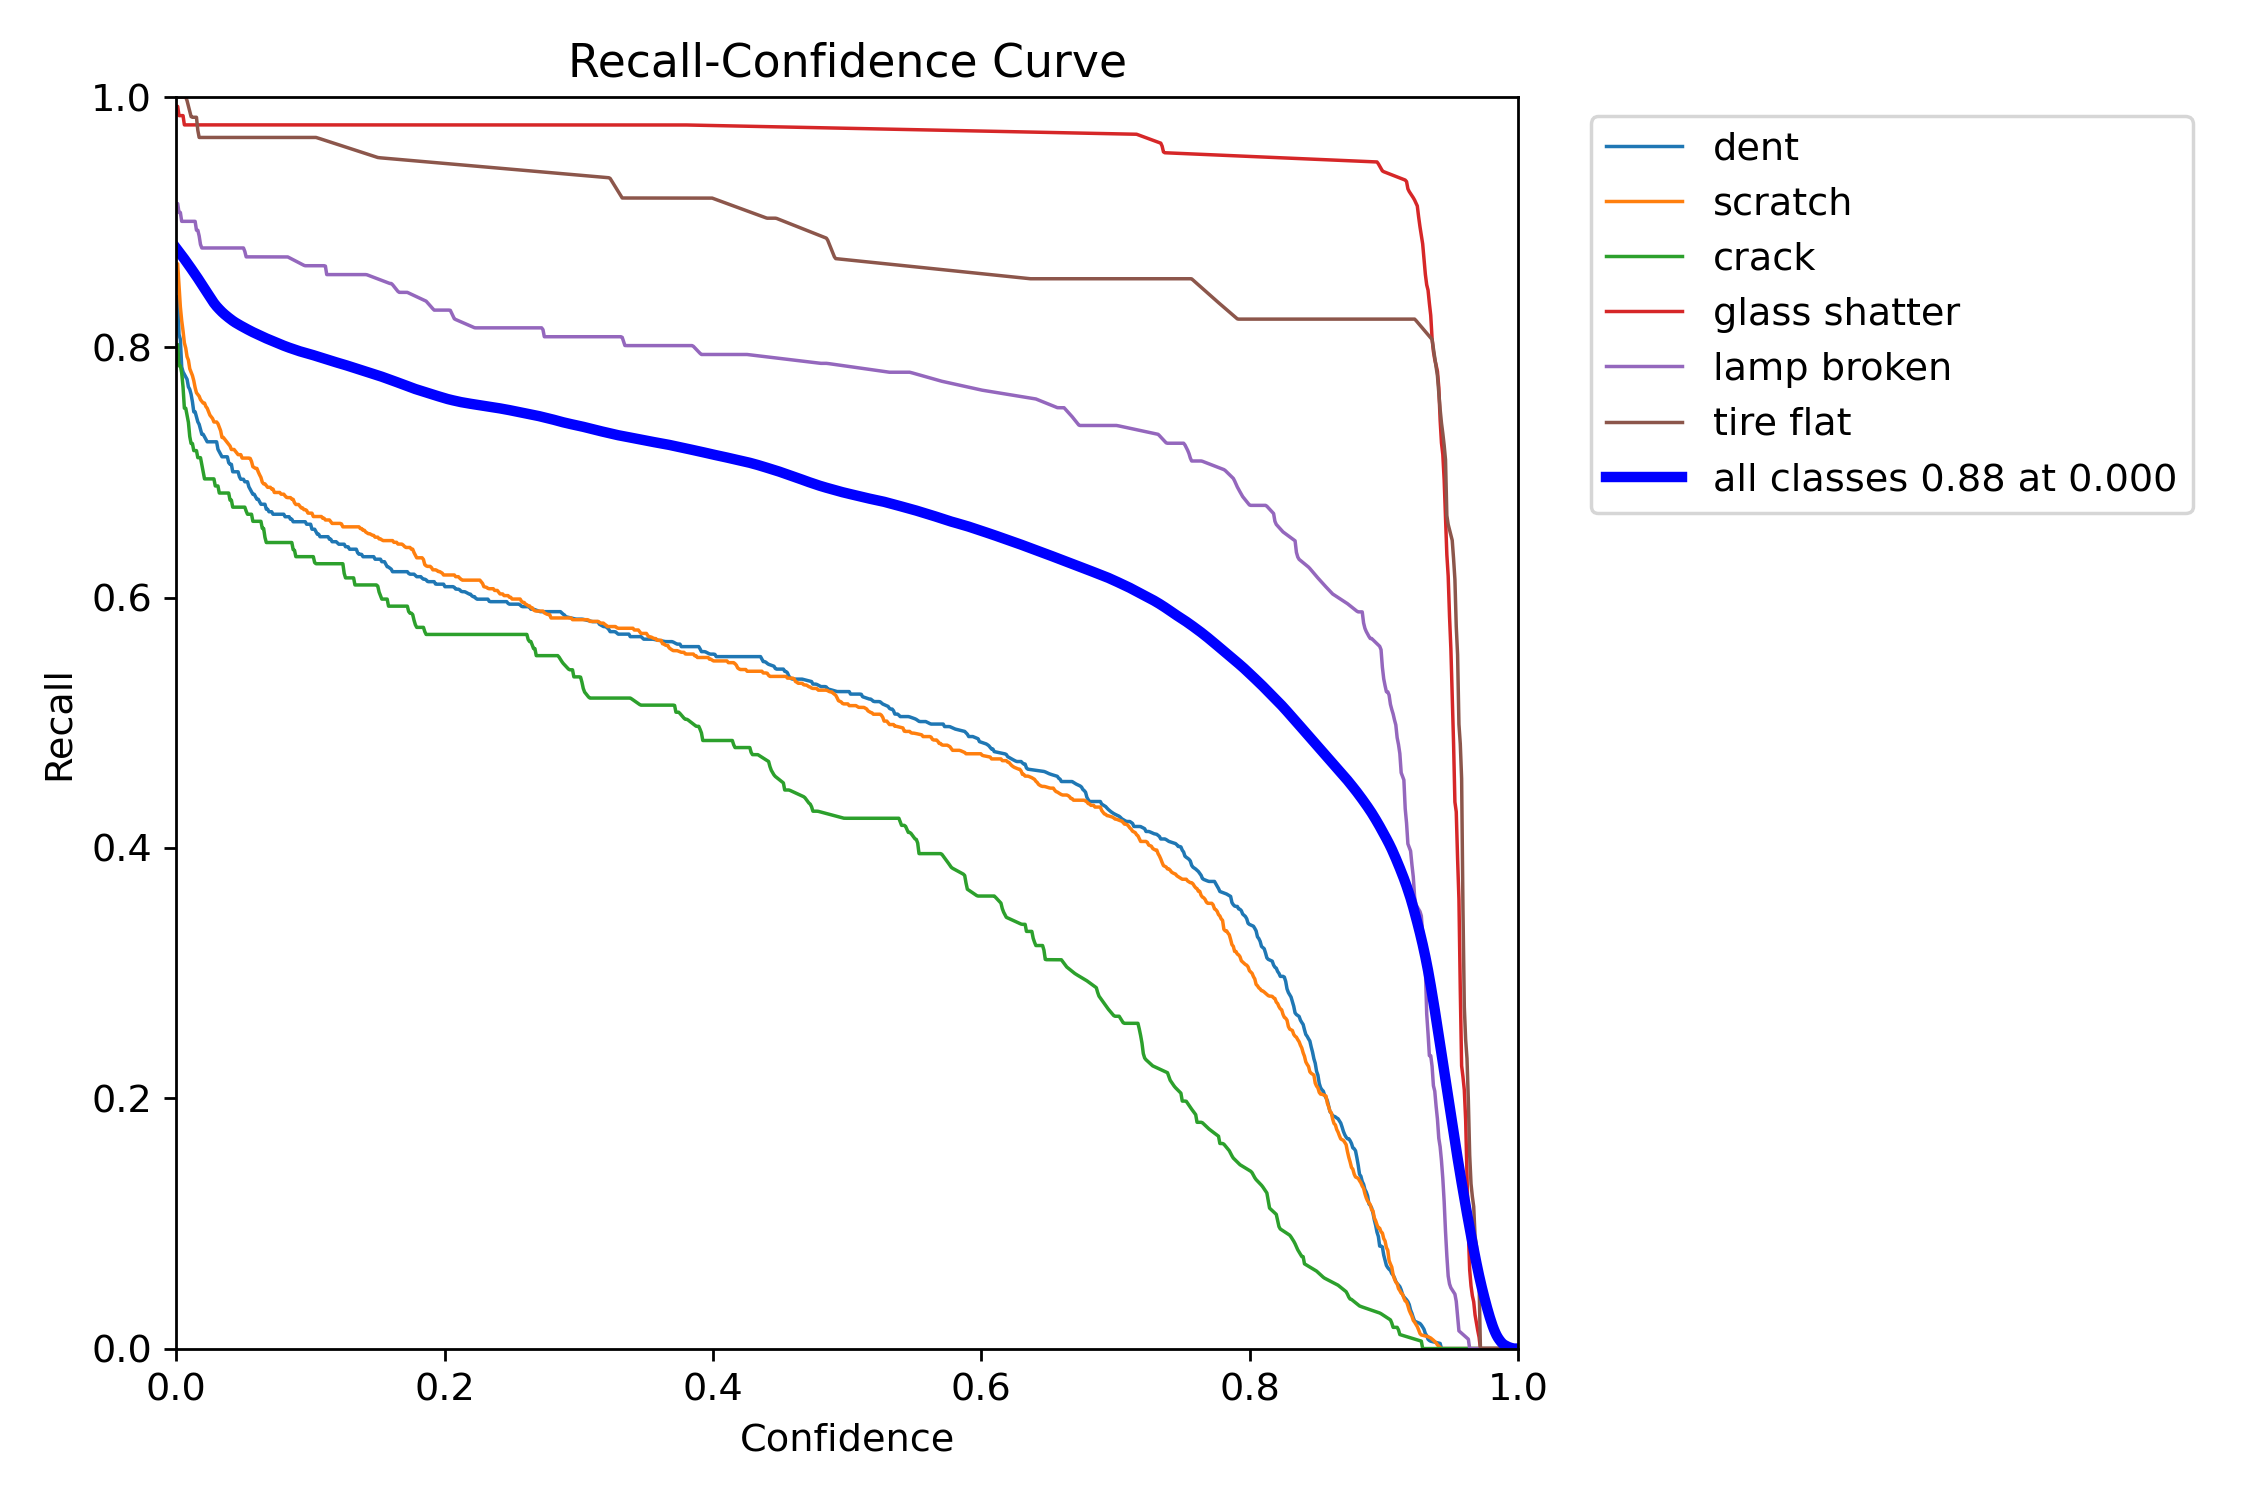 Recall-Confidence Curve
1.0
0.8
0.6
0.4
0.2
0.0
Recall
0.0 0.2 0.4 0.6 0.8 1.0
Confidence
dent
scratch
crack
glass shatter
lamp broken
tire flat
all classes 0.88 at 0.000